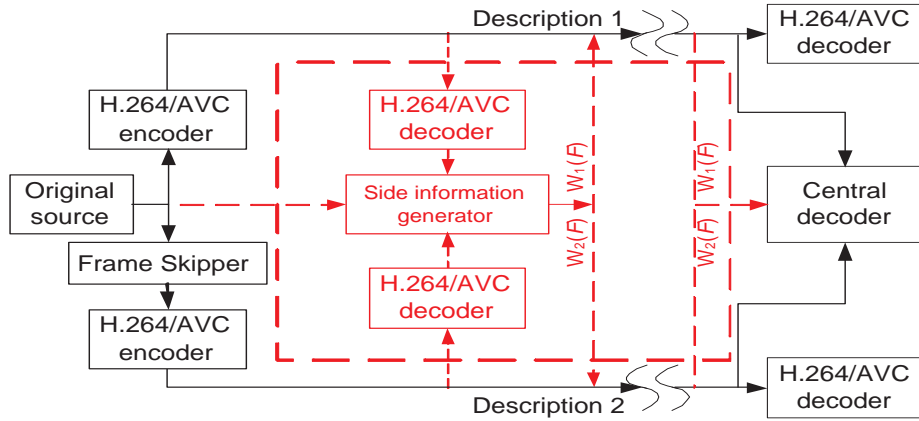 Description 1
H.264/AVC
decoder
H.264/AVC
encoder
H.264/AVC
decoder
W1(F)
W1(F)
Original
source
Side information
generator
Central
decoder
W2(F)
W2(F)
Frame Skipper
H.264/AVC
decoder
H.264/AVC
encoder
Description 2
H.264/AVC
decoder